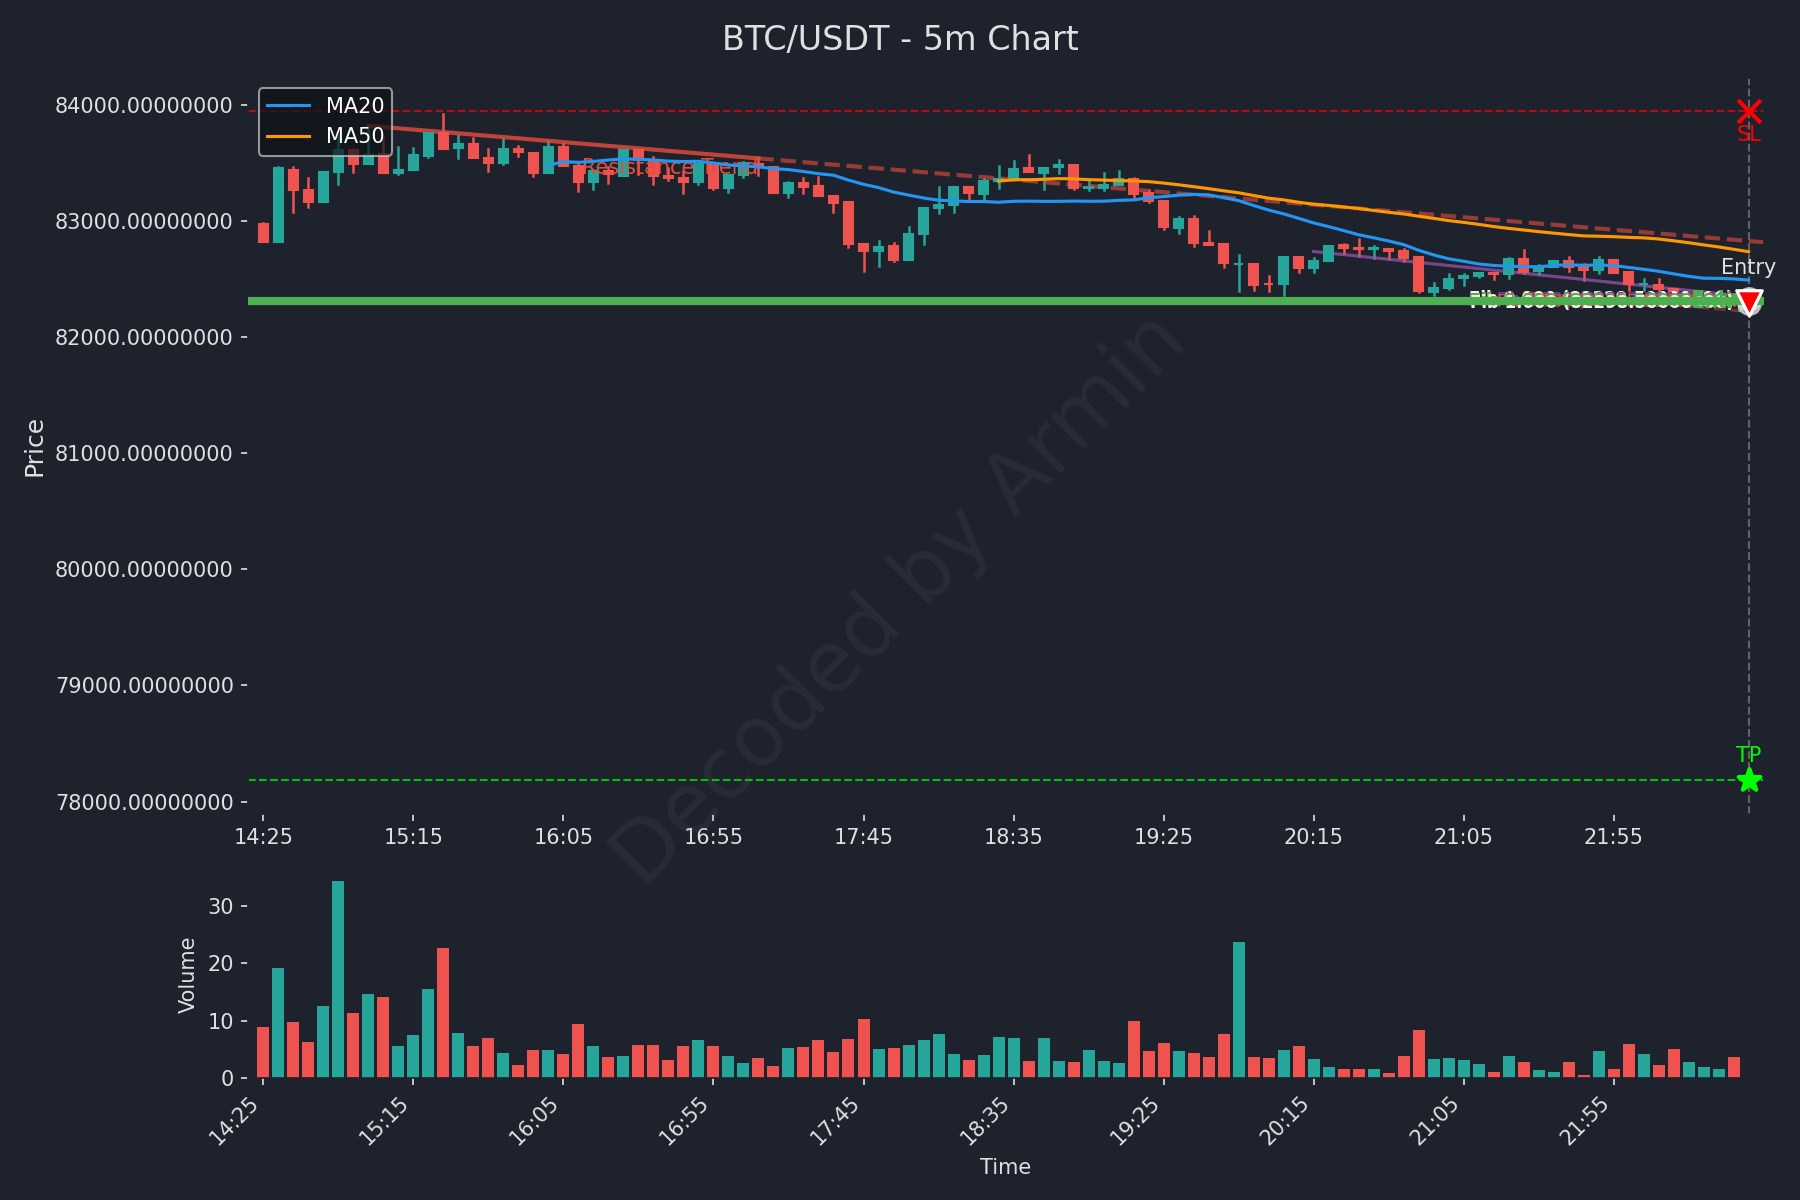 BTC/USDT - 5m Chart
MA20
MA50
84000.00000000
83000.00000000
82000.00000000
81000.00000000
80000.00000000
79000.00000000
78000.00000000
Price
Resistance Trend
SL
Entry
TP
Decoded by Armin
14:25
15:15
16:05
16:55
17:45
18:35
19:25
20:15
21:05
21:55
30
20
10
0
Volume
14:25
15:15
16:05
16:55
17:45
18:35
19:25
20:15
21:05
21:55
Time